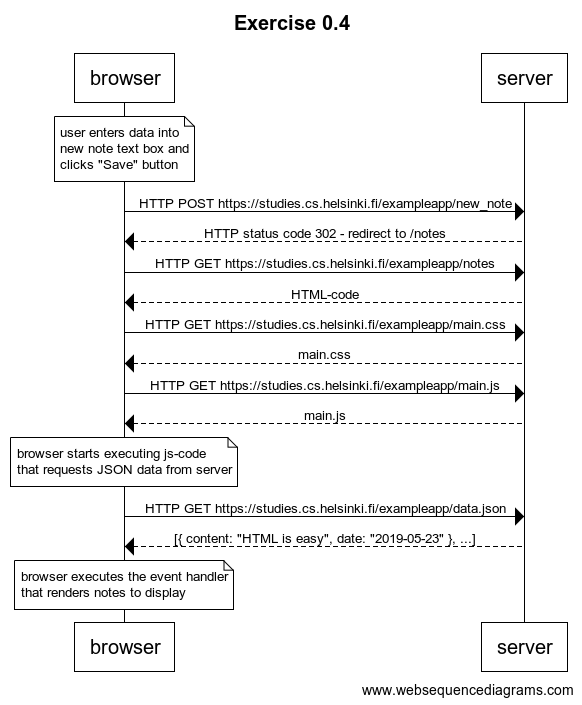 Exercise 0.4
browser
server
user enters data into
new note text box and
clicks "Save" button
HTTP POST https://studies.cs.helsinki.fi/exampleapp/new_note
HTTP status code 302 - redirect to /notes
HTTP GET https://studies.cs.helsinki.fi/exampleapp/notes
HTML-code
HTTP GET https://studies.cs.helsinki.fi/exampleapp/main.css
main.css
HTTP GET https://studies.cs.helsinki.fi/exampleapp/main.js
main.js
browser starts executing js-code
that requests JSON data from server
HTTP GET https://studies.cs.helsinki.fi/exampleapp/data.json
[{ content: "HTML is easy", date: "2019-05-23" }, ...]
browser executes the event handler
that renders notes to display
browser
server
www.websequencediagrams.com